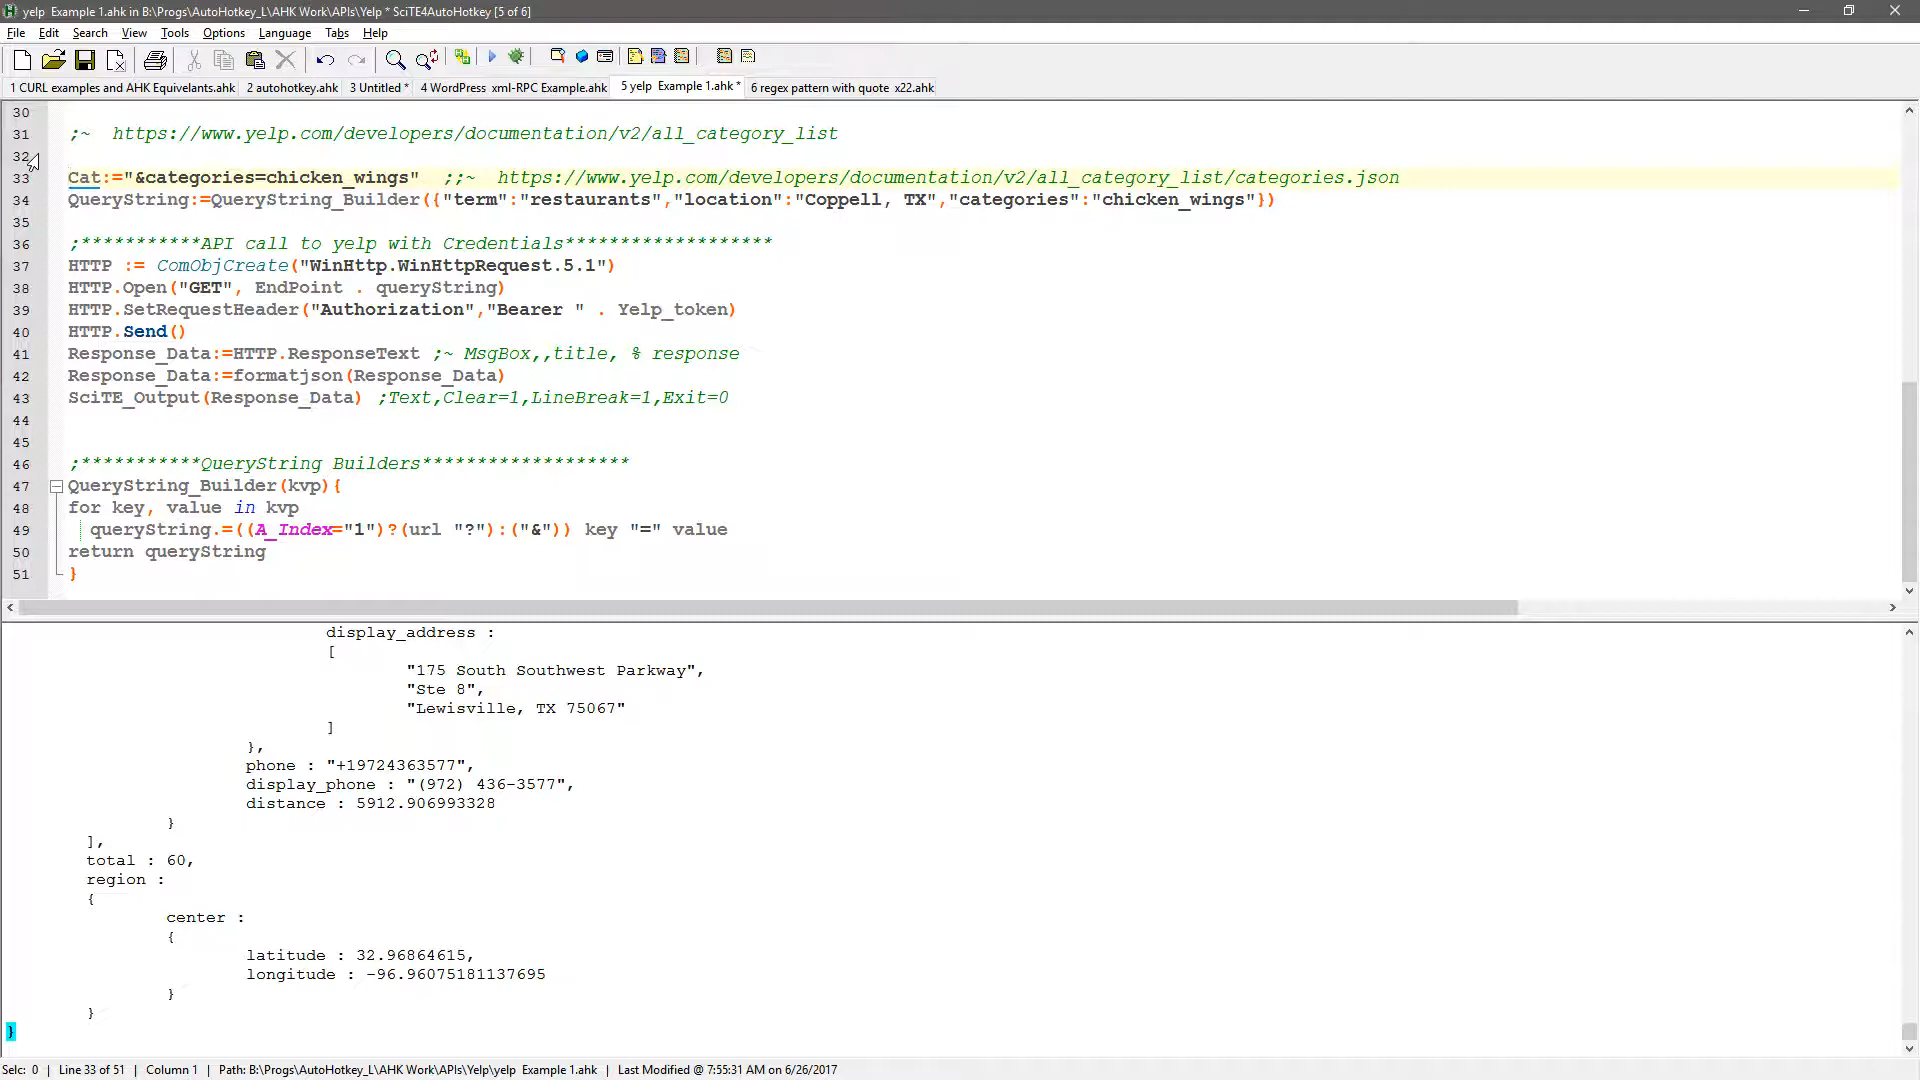 yelp  Example 1.ahk in B:\Progs\AutoHotkey_L\AHK Work\APIs\Yelp * SciTE4AutoHotkey [5 of 6]
File Edit Search View Tools Options Language Tabs Help
1 CURL examples and AHK Equivelants.ahk 2 autohotkey.ahk 3 Untitled * 4 WordPress  xml-RPC Example.ahk 5 yelp  Example 1.ahk * 6 regex pattern with quote  x22.ahk
30
31 ;~  https://www.yelp.com/developers/documentation/v2/all_category_list
32
33 Cat:="&categories=chicken_wings"  ;;~  https://www.yelp.com/developers/documentation/v2/all_category_list/categories.json
34 QueryString:=QueryString_Builder({"term":"restaurants","location":"Coppell, TX","categories":"chicken_wings"})
35
36 ;***********API call to yelp with Credentials*******************
37 HTTP := ComObjCreate("WinHttp.WinHttpRequest.5.1")
38 HTTP.Open("GET", EndPoint . queryString)
39 HTTP.SetRequestHeader("Authorization","Bearer " . Yelp_token)
40 HTTP.Send()
41 Response_Data:=HTTP.ResponseText ;~ MsgBox,,title, % response
42 Response_Data:=formatjson(Response_Data)
43 SciTE_Output(Response_Data) ;Text,Clear=1,LineBreak=1,Exit=0
44
45
46 ;***********QueryString Builders*******************
47 QueryString_Builder(kvp){
48 for key, value in kvp
49 queryString.=((A_Index="1")?(url "?"):("&")) key "=" value
50 return queryString
51 }
display_address :
[
"175 South Southwest Parkway",
"Ste 8",
"Lewisville, TX 75067"
]
},
phone : "+19724363577",
display_phone : "(972) 436-3577",
distance : 5912.906993328
}
],
total : 60,
region :
{
center :
{
latitude : 32.96864615,
longitude : -96.96075181137695
}
}
}
Selc: 0 | Line 33 of 51 | Column 1 | Path: B:\Progs\AutoHotkey_L\AHK Work\APIs\Yelp\yelp  Example 1.ahk | Last Modified @ 7:55:31 AM on 6/26/2017